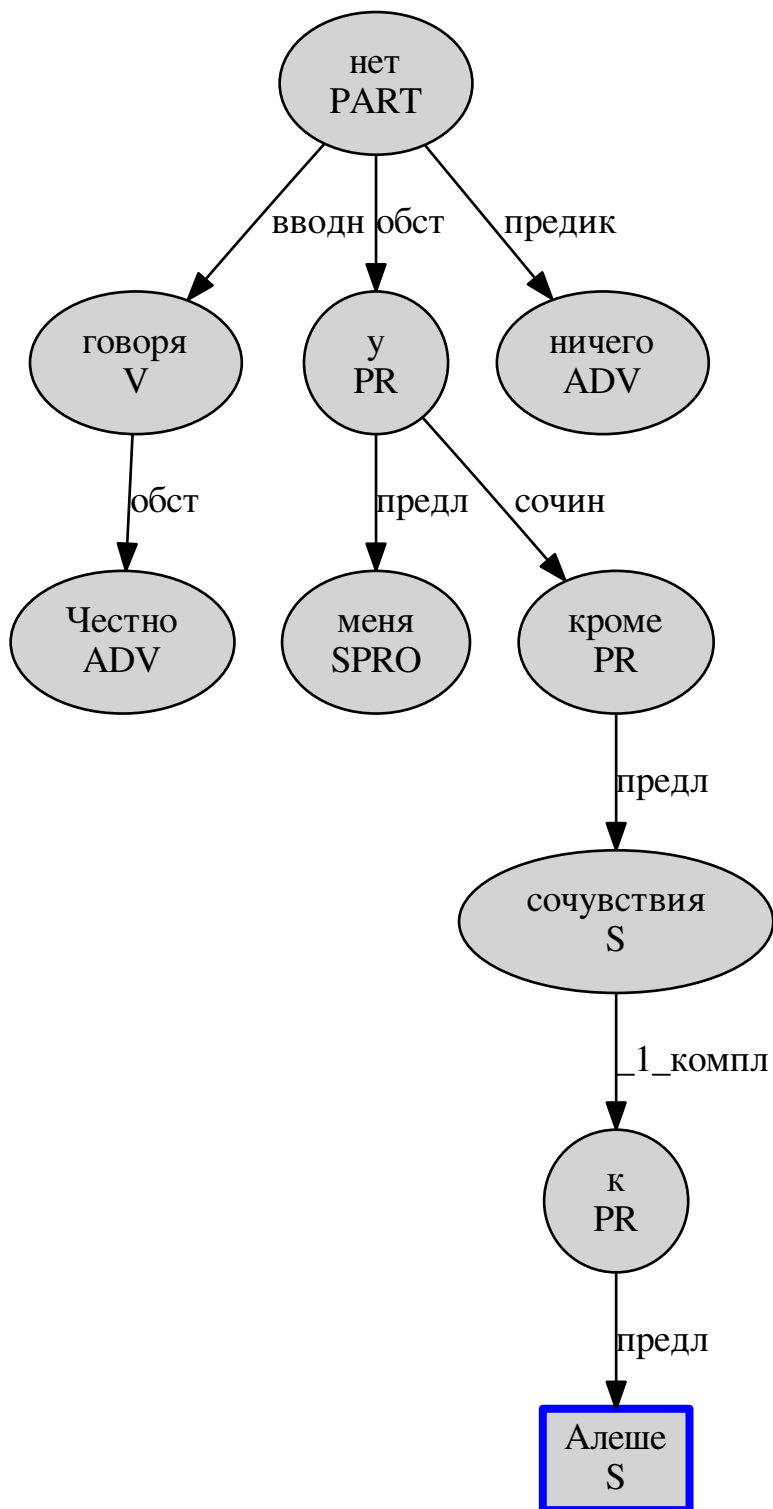 нет
PART
вводн
обст
предик
говоря
V
у
PR
ничего
ADV
обст
предл
сочин
Честно
ADV
меня
SPRO
кроме
PR
предл
сочувствия
S
_1_компл
к
PR
предл
Алеше
S